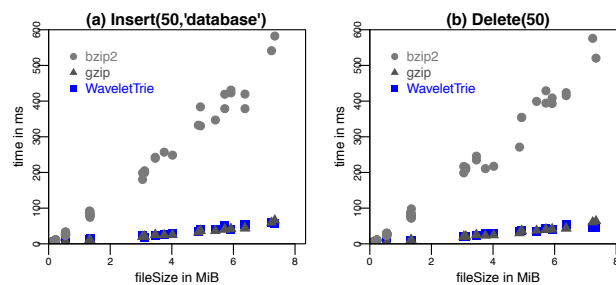 (a) Insert(50,'database')
time in ms
0 100 200 300 400 500 600
bzip2
gzip
WaveletTrie
0 2 4 6 8
fileSize in MiB
(b) Delete(50)
time in ms
0 100 200 300 400 500 600
bzip2
gzip
WaveletTrie
0 2 4 6 8
fileSize in MiB